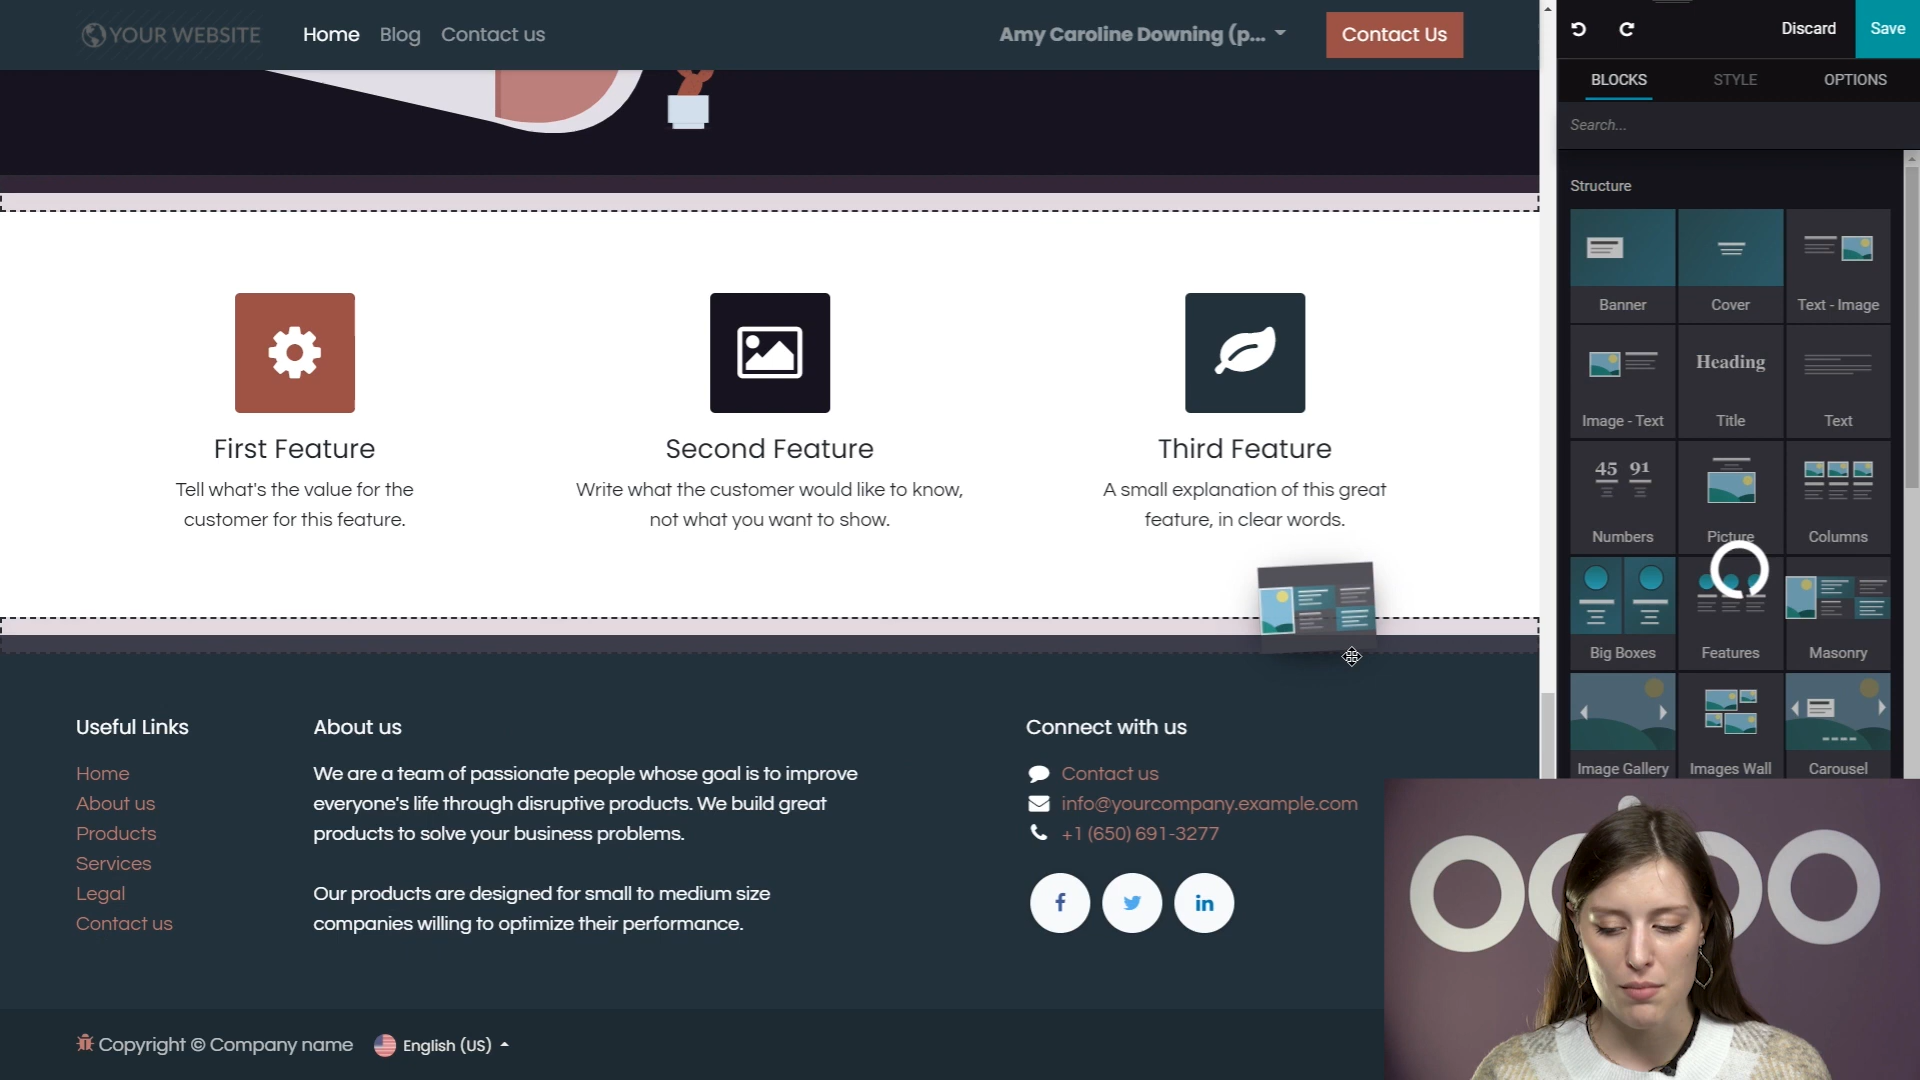 YOUR WEBSITE
Home
Blog
Contact us
Amy Caroline Downing (p...
Contact Us
Discard
Save
BLOCKS
STYLE
OPTIONS
Search...
Structure
Banner
Cover
Text - Image
Heading
Image - Text
Title
Text
45 91
Numbers
Picture
Columns
Big Boxes
Features
Masonry
Image Gallery
Images Wall
Carousel
First Feature
Tell what's the value for the
customer for this feature.
Second Feature
Write what the customer would like to know,
not what you want to show.
Third Feature
A small explanation of this great
feature, in clear words.
Useful Links
Home
About us
Products
Services
Legal
Contact us
About us
We are a team of passionate people whose goal is to improve
everyone's life through disruptive products. We build great
products to solve your business problems.
Our products are designed for small to medium size
companies willing to optimize their performance.
Connect with us
Contact us
info@yourcompany.example.com
+1 (650) 691-3277
f
in
Copyright © Company name
English (US)